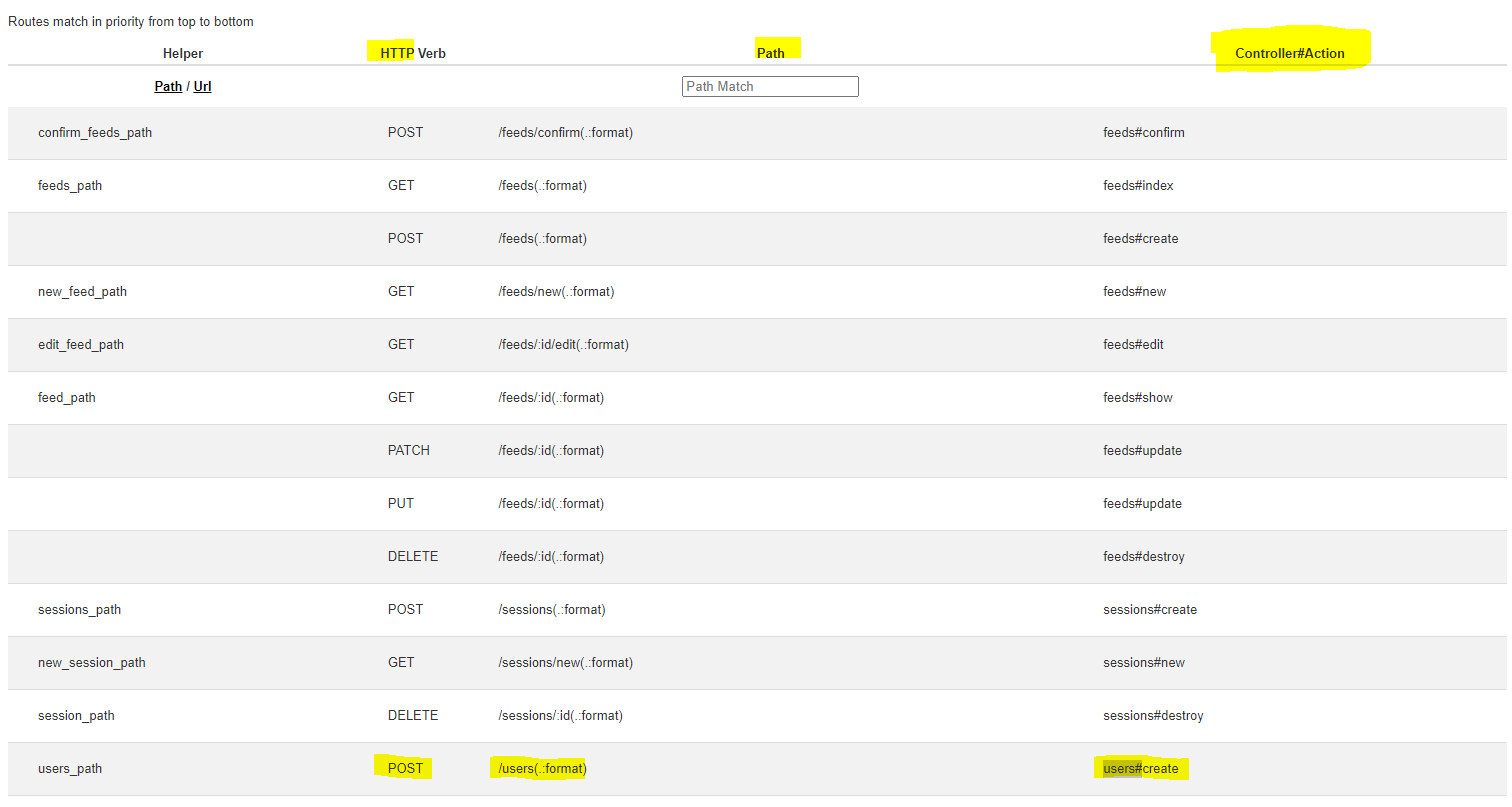 Routes match in priority from top to bottom
Helper HTTP Verb Path Controller#Action
Path / Url Path Match
confirm_feeds_path POST /feeds/confirm(.:format) feeds#confirm
feeds_path GET /feeds(.:format) feeds#index
POST /feeds(.:format) feeds#create
new_feed_path GET /feeds/new(.:format) feeds#new
edit_feed_path GET /feeds/:id/edit(.:format) feeds#edit
feed_path GET /feeds/:id(.:format) feeds#show
PATCH /feeds/:id(.:format) feeds#update
PUT /feeds/:id(.:format) feeds#update
DELETE /feeds/:id(.:format) feeds#destroy
sessions_path POST /sessions(.:format) sessions#create
new_session_path GET /sessions/new(.:format) sessions#new
session_path DELETE /sessions/:id(.:format) sessions#destroy
users_path POST /users(.:format) users#create